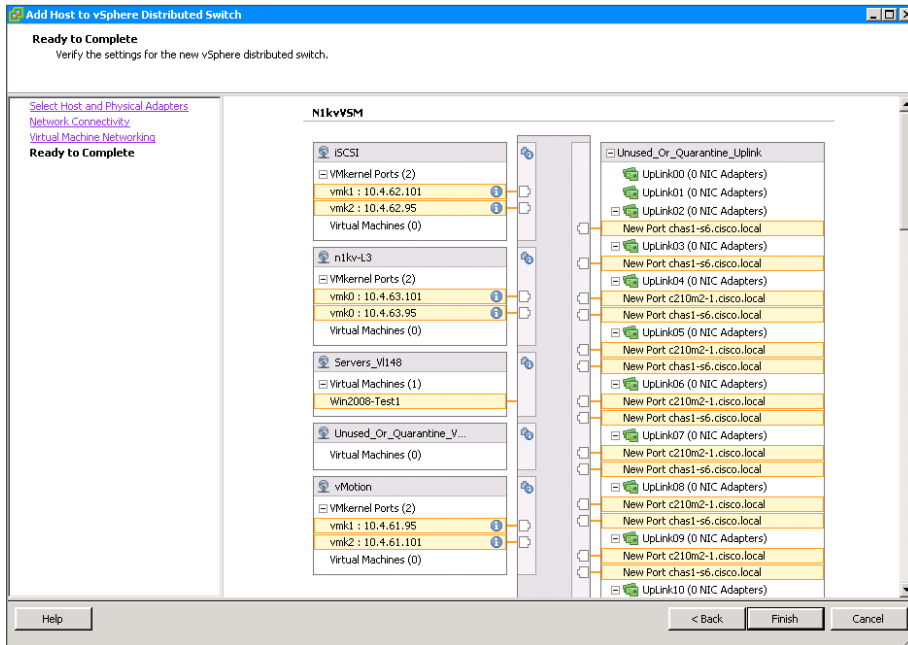 Add Host to vSphere Distributed Switch
Ready to Complete
Verify the settings for the new vSphere distributed switch.
Select Host and Physical Adapters
Network Connectivity
Virtual Machine Networking
Ready to Complete
N1kvVSM
iSCSI
VMkernel Ports (2)
vmk1 : 10.4.62.101
vmk2 : 10.4.62.95
Virtual Machines (0)
n1kv-L3
VMkernel Ports (2)
vmk0 : 10.4.63.101
vmk0 : 10.4.63.95
Virtual Machines (0)
Servers_Vl148
Virtual Machines (1)
Win2008-Test1
Unused_Or_Quarantine_V...
Virtual Machines (0)
vMotion
VMkernel Ports (2)
vmk1 : 10.4.61.95
vmk2 : 10.4.61.101
Virtual Machines (0)
Unused_Or_Quarantine_Uplink
UpLink00 (0 NIC Adapters)
UpLink01 (0 NIC Adapters)
UpLink02 (0 NIC Adapters)
New Port chas1-s6.cisco.local
UpLink03 (0 NIC Adapters)
New Port chas1-s6.cisco.local
UpLink04 (0 NIC Adapters)
New Port c210m2-1.cisco.local
New Port chas1-s6.cisco.local
UpLink05 (0 NIC Adapters)
New Port c210m2-1.cisco.local
New Port chas1-s6.cisco.local
UpLink06 (0 NIC Adapters)
New Port c210m2-1.cisco.local
New Port chas1-s6.cisco.local
UpLink07 (0 NIC Adapters)
New Port c210m2-1.cisco.local
New Port chas1-s6.cisco.local
UpLink08 (0 NIC Adapters)
New Port c210m2-1.cisco.local
New Port chas1-s6.cisco.local
UpLink09 (0 NIC Adapters)
New Port c210m2-1.cisco.local
New Port chas1-s6.cisco.local
UpLink10 (0 NIC Adapters)
Help
< Back
Finish
Cancel